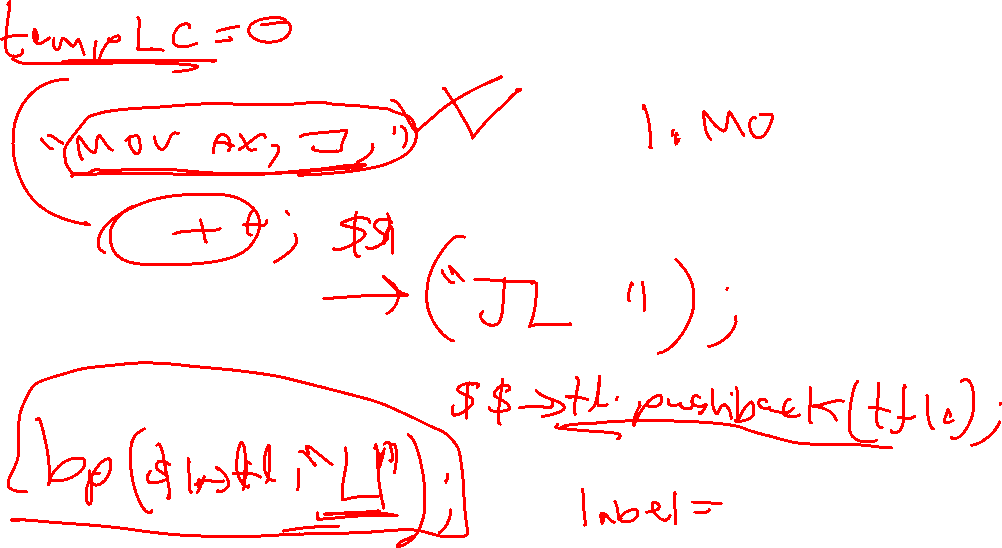 tempLC = 0
"MOV AX, J,"
1. MO
++; $$
→ ("JL ");
$$→tl.pushback(tflc);
bp($1→tl, "L");
label=